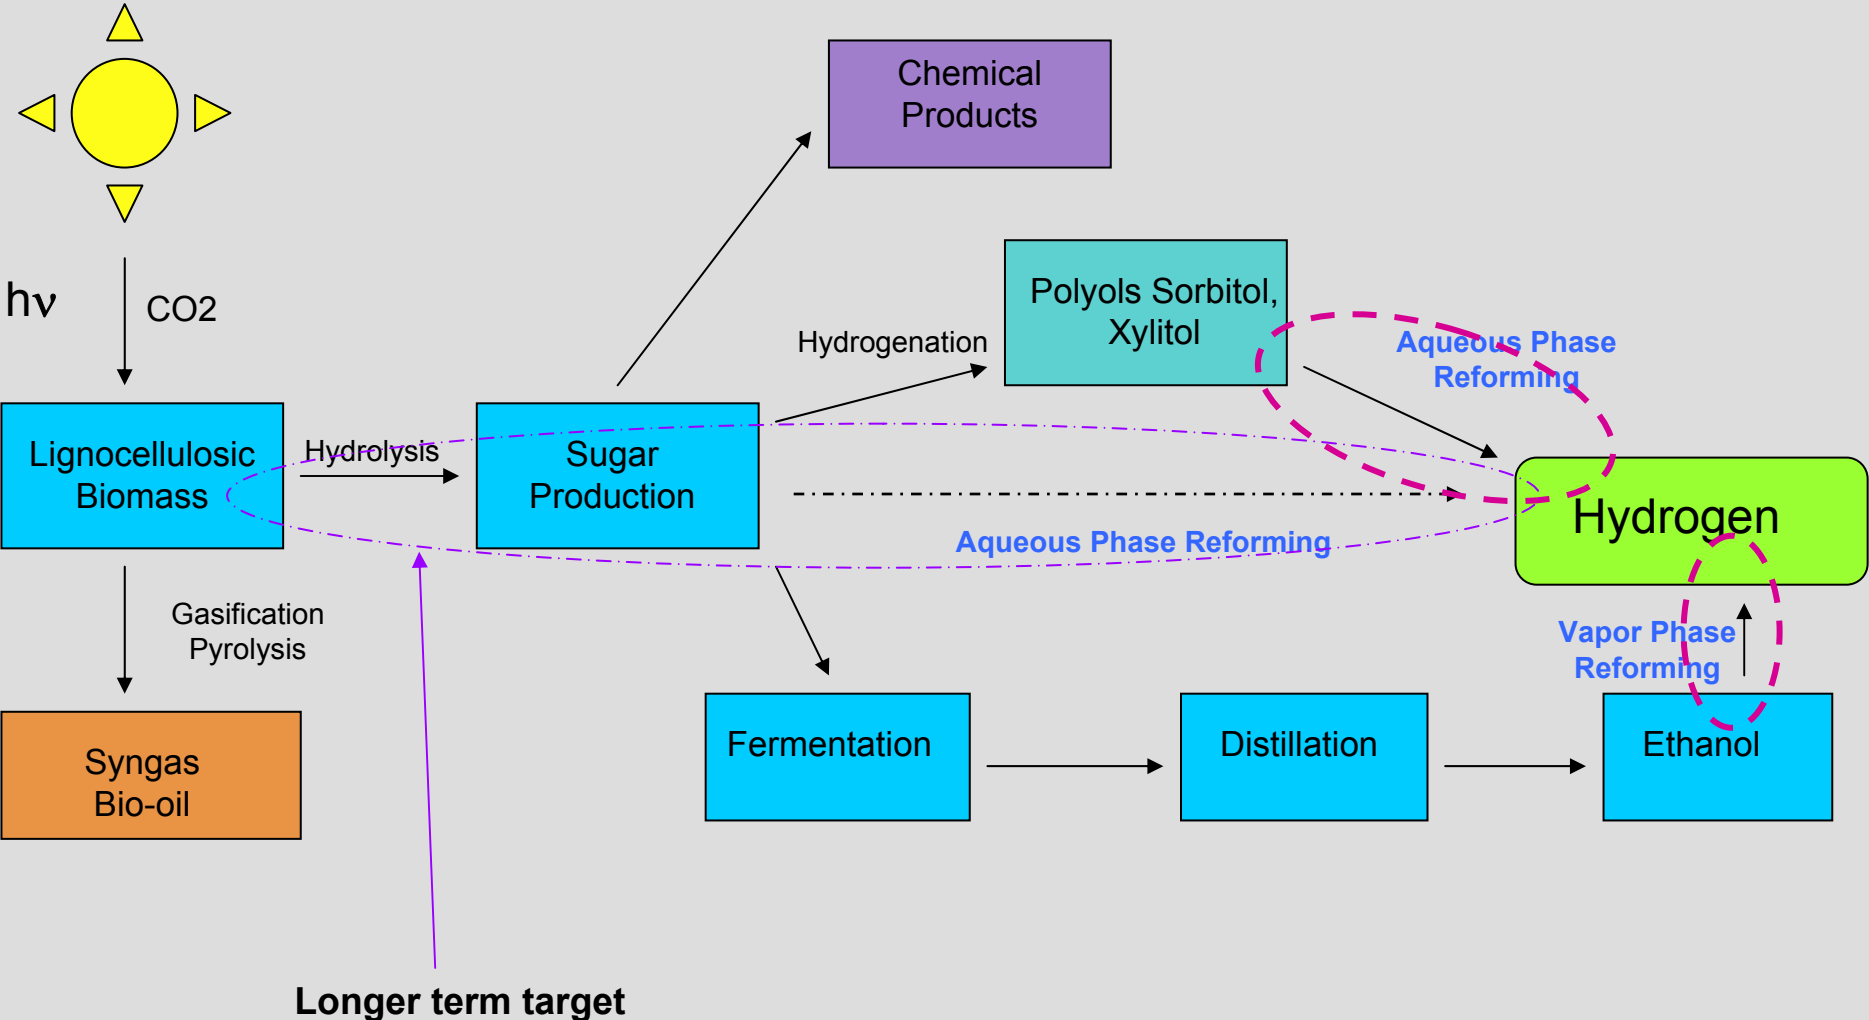 Chemical
Products
hν
CO2
Polyols Sorbitol,
Xylitol
Hydrogenation
Aqueous Phase
Reforming
Lignocellulosic
Biomass
Hydrolysis
Sugar
Production
Hydrogen
Aqueous Phase Reforming
Gasification
Pyrolysis
Vapor Phase
Reforming
Syngas
Bio-oil
Fermentation
Distillation
Ethanol
Longer term target